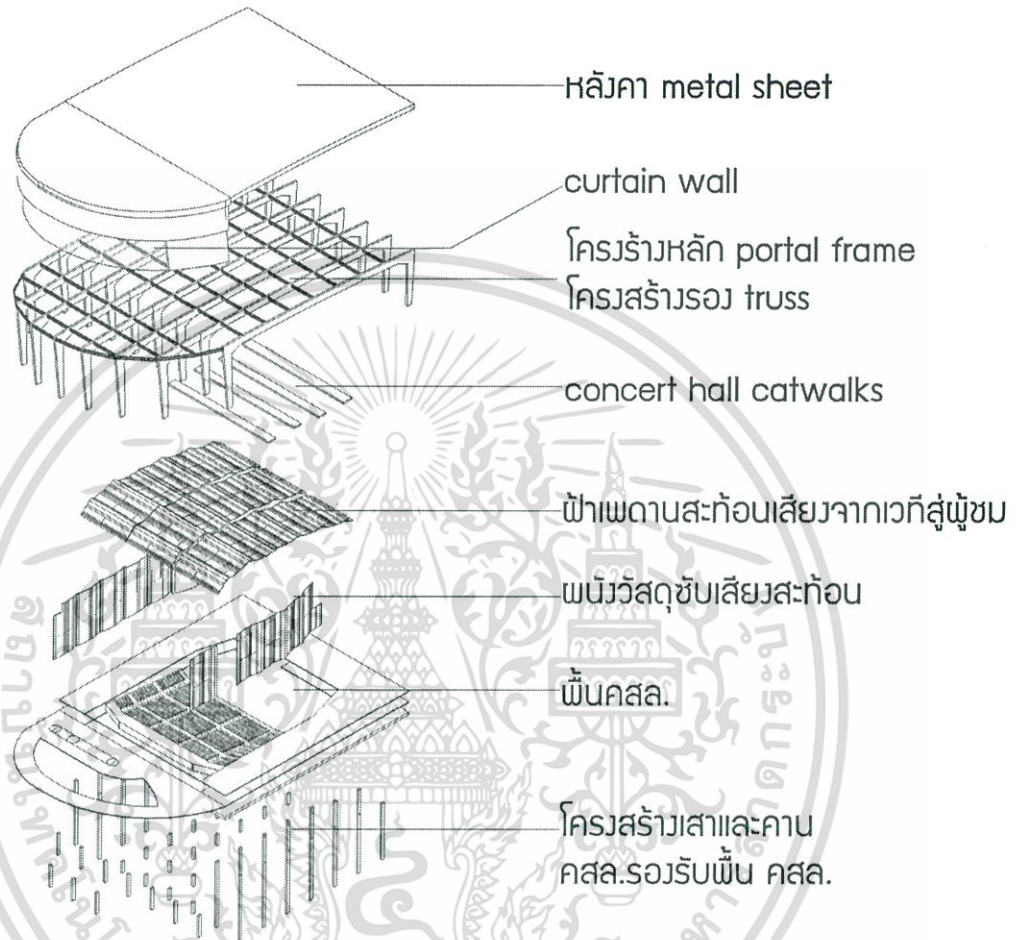 หลังคา metal sheet
curtain wall
โครงร้างหลัก portal frame
โครงสร้างรอง truss
concert hall catwalks
ฝ้าเพดานสะท้อนเสียงจากเวทีสู่ผู้ชม
ผนังวัสดุซับเสียงสะท้อน
พื้นคสล.
โครงสร้างเสาและคาน
คสล.รองรับพื้น คสล.